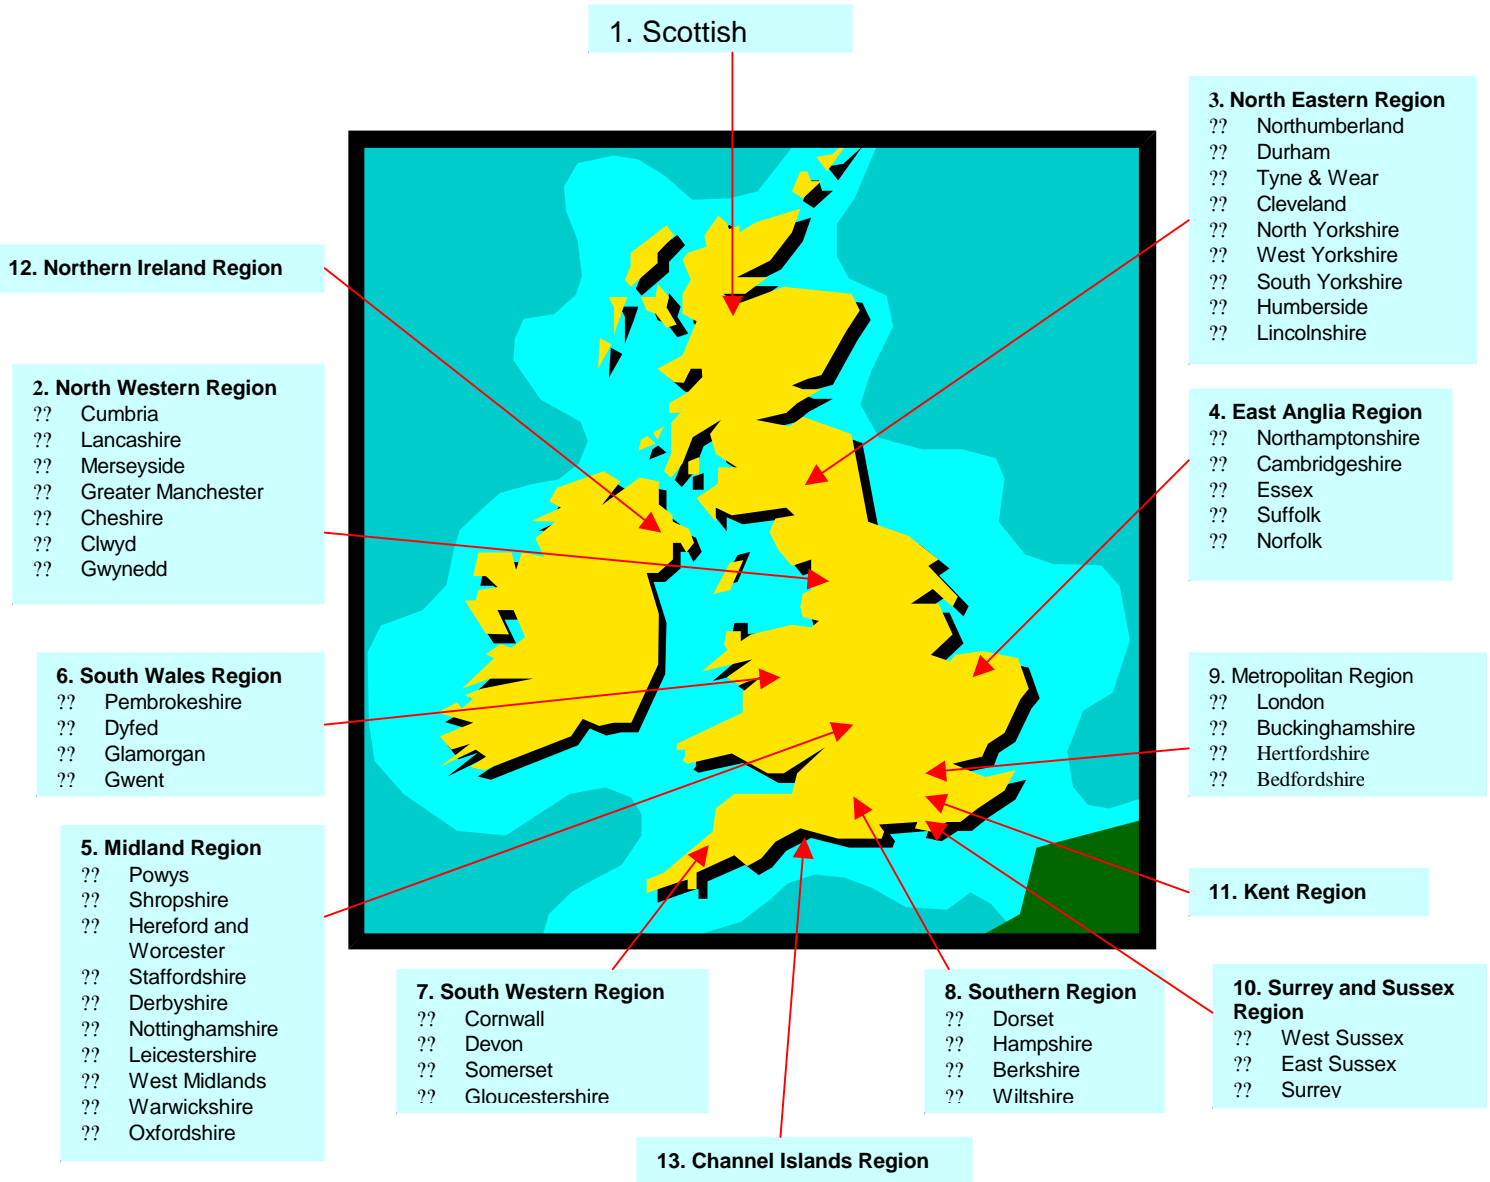 1. Scottish
3. North Eastern Region
?? Northumberland
?? Durham
?? Tyne & Wear
?? Cleveland
?? North Yorkshire
?? West Yorkshire
?? South Yorkshire
?? Humberside
?? Lincolnshire
12. Northern Ireland Region
2. North Western Region
?? Cumbria
?? Lancashire
?? Merseyside
?? Greater Manchester
?? Cheshire
?? Clwyd
?? Gwynedd
4. East Anglia Region
?? Northamptonshire
?? Cambridgeshire
?? Essex
?? Suffolk
?? Norfolk
6. South Wales Region
?? Pembrokeshire
?? Dyfed
?? Glamorgan
?? Gwent
9. Metropolitan Region
?? London
?? Buckinghamshire
?? Hertfordshire
?? Bedfordshire
5. Midland Region
?? Powys
?? Shropshire
?? Hereford and
Worcester
?? Staffordshire
?? Derbyshire
?? Nottinghamshire
?? Leicestershire
?? West Midlands
?? Warwickshire
?? Oxfordshire
11. Kent Region
7. South Western Region
?? Cornwall
?? Devon
?? Somerset
?? Gloucestershire
8. Southern Region
?? Dorset
?? Hampshire
?? Berkshire
?? Wiltshire
10. Surrey and Sussex
Region
?? West Sussex
?? East Sussex
?? Surrey
13. Channel Islands Region